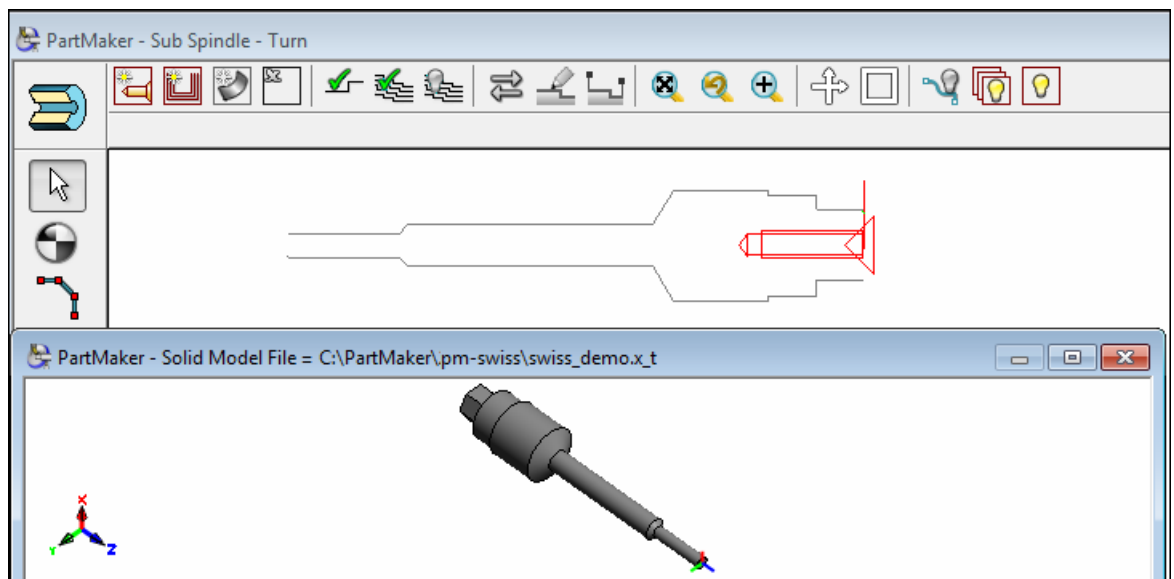 PartMaker - Sub Spindle - Turn
PartMaker - Solid Model File = C:\PartMaker\pm-swiss\swiss_demo.x_t
X
Y
Z